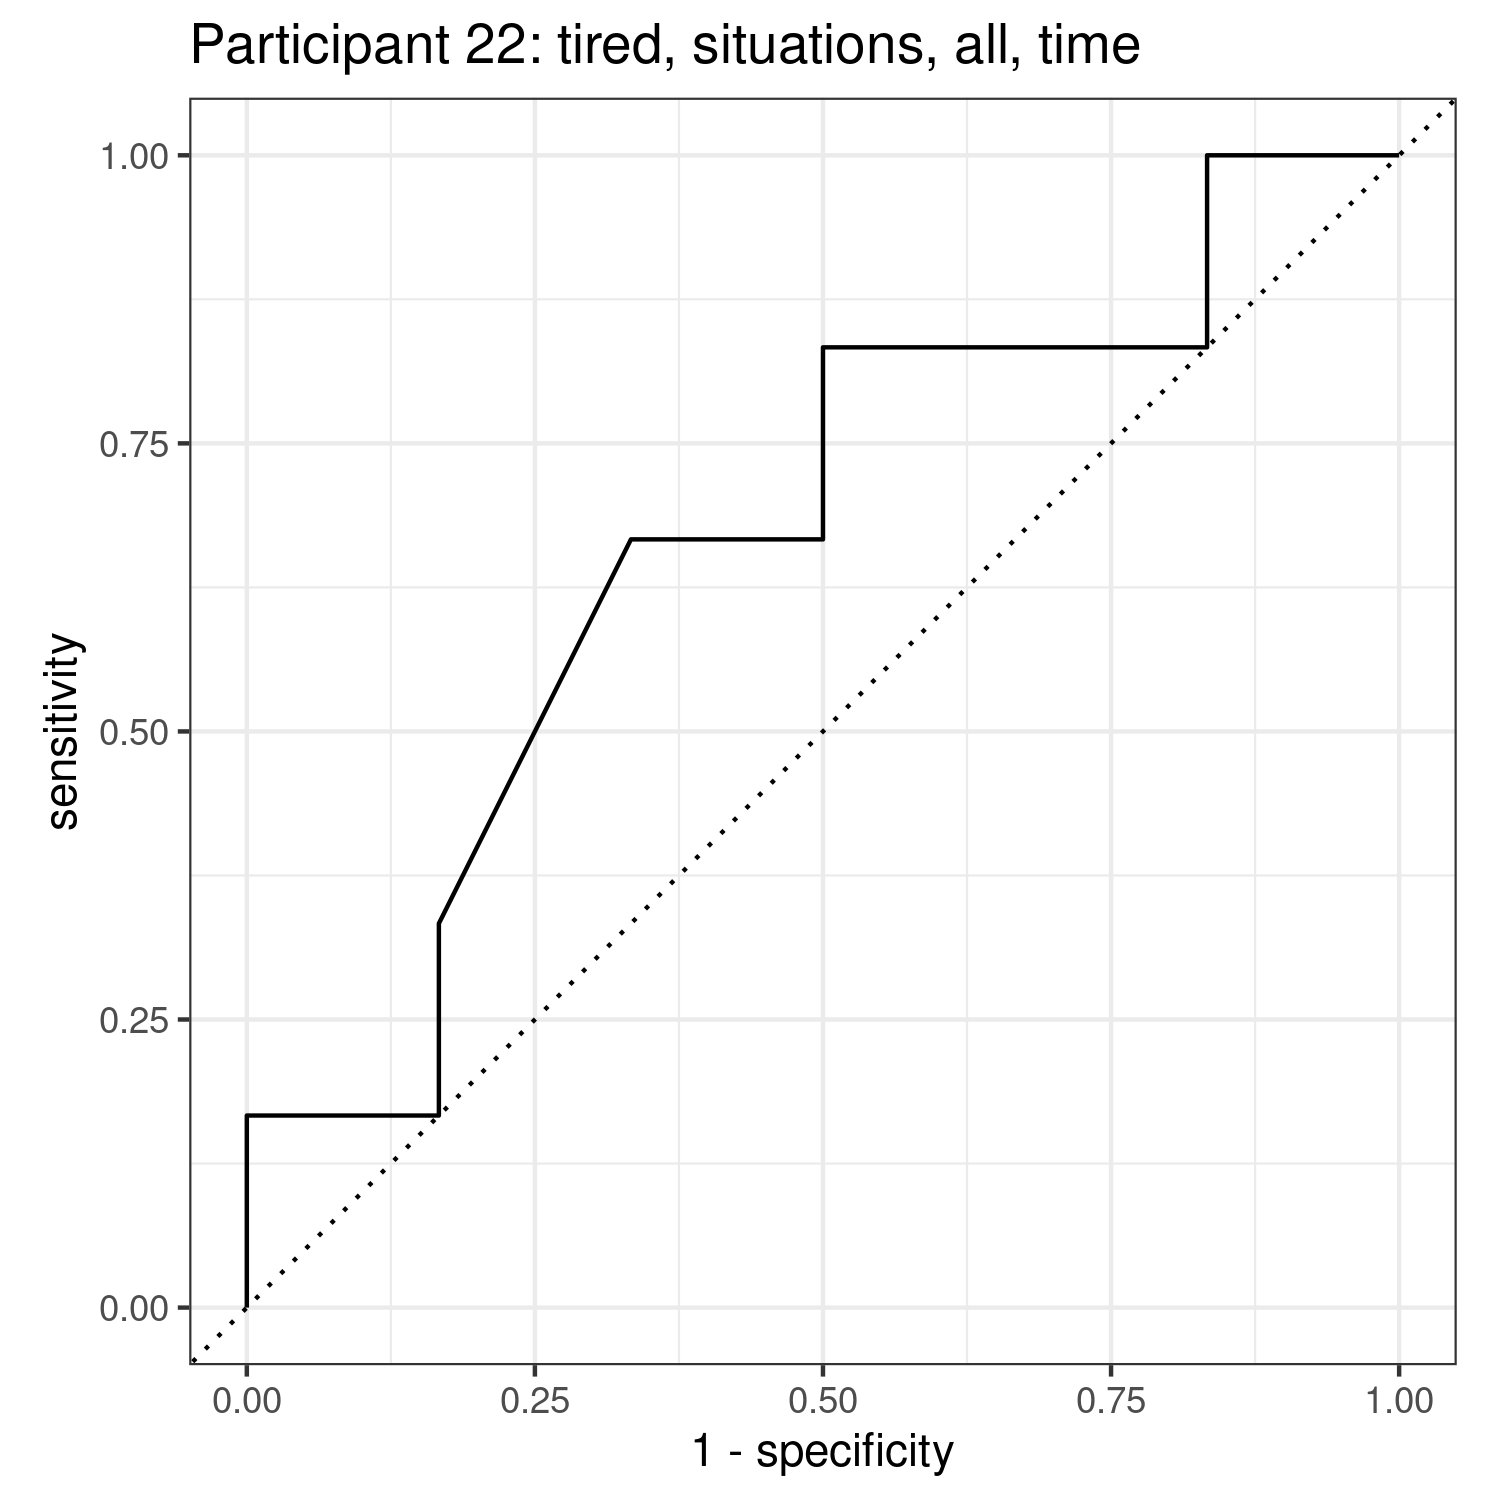 Participant 22: tired, situations, all, time
1.00
0.75
0.50
0.25
0.00
sensitivity
0.00 0.25 0.50 0.75 1.00
1 - specificity